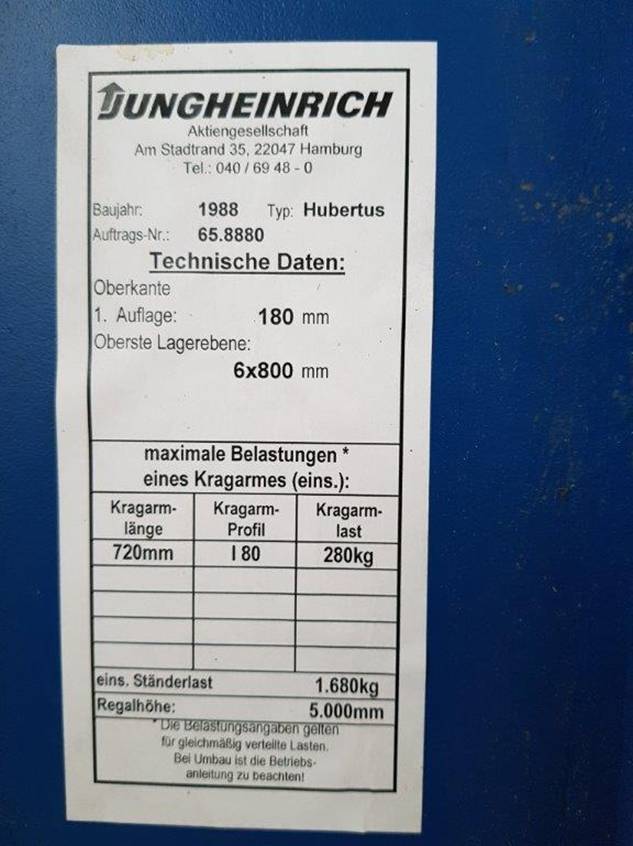 JUNGHEINRICH
Aktiengesellschaft
Am Stadtrand 35, 22047 Hamburg
Tel.: 040 / 69 48 - 0
Baujahr: 1988 Typ: Hubertus
Auftrags-Nr.: 65.8880
Technische Daten:
Oberkante
1. Auflage: 180 mm
Oberste Lagerebene:
6x800 mm
maximale Belastungen *
eines Kragarmes (eins.):
Kragarm- Kragarm- Kragarm-
länge Profil last
720mm I 80 280kg
eins. Ständerlast 1.680kg
Regalhöhe: 5.000mm
* Die Belastungsangaben gelten
für gleichmäßig verteilte Lasten.
Bei Umbau ist die Betriebs-
anleitung zu beachten!